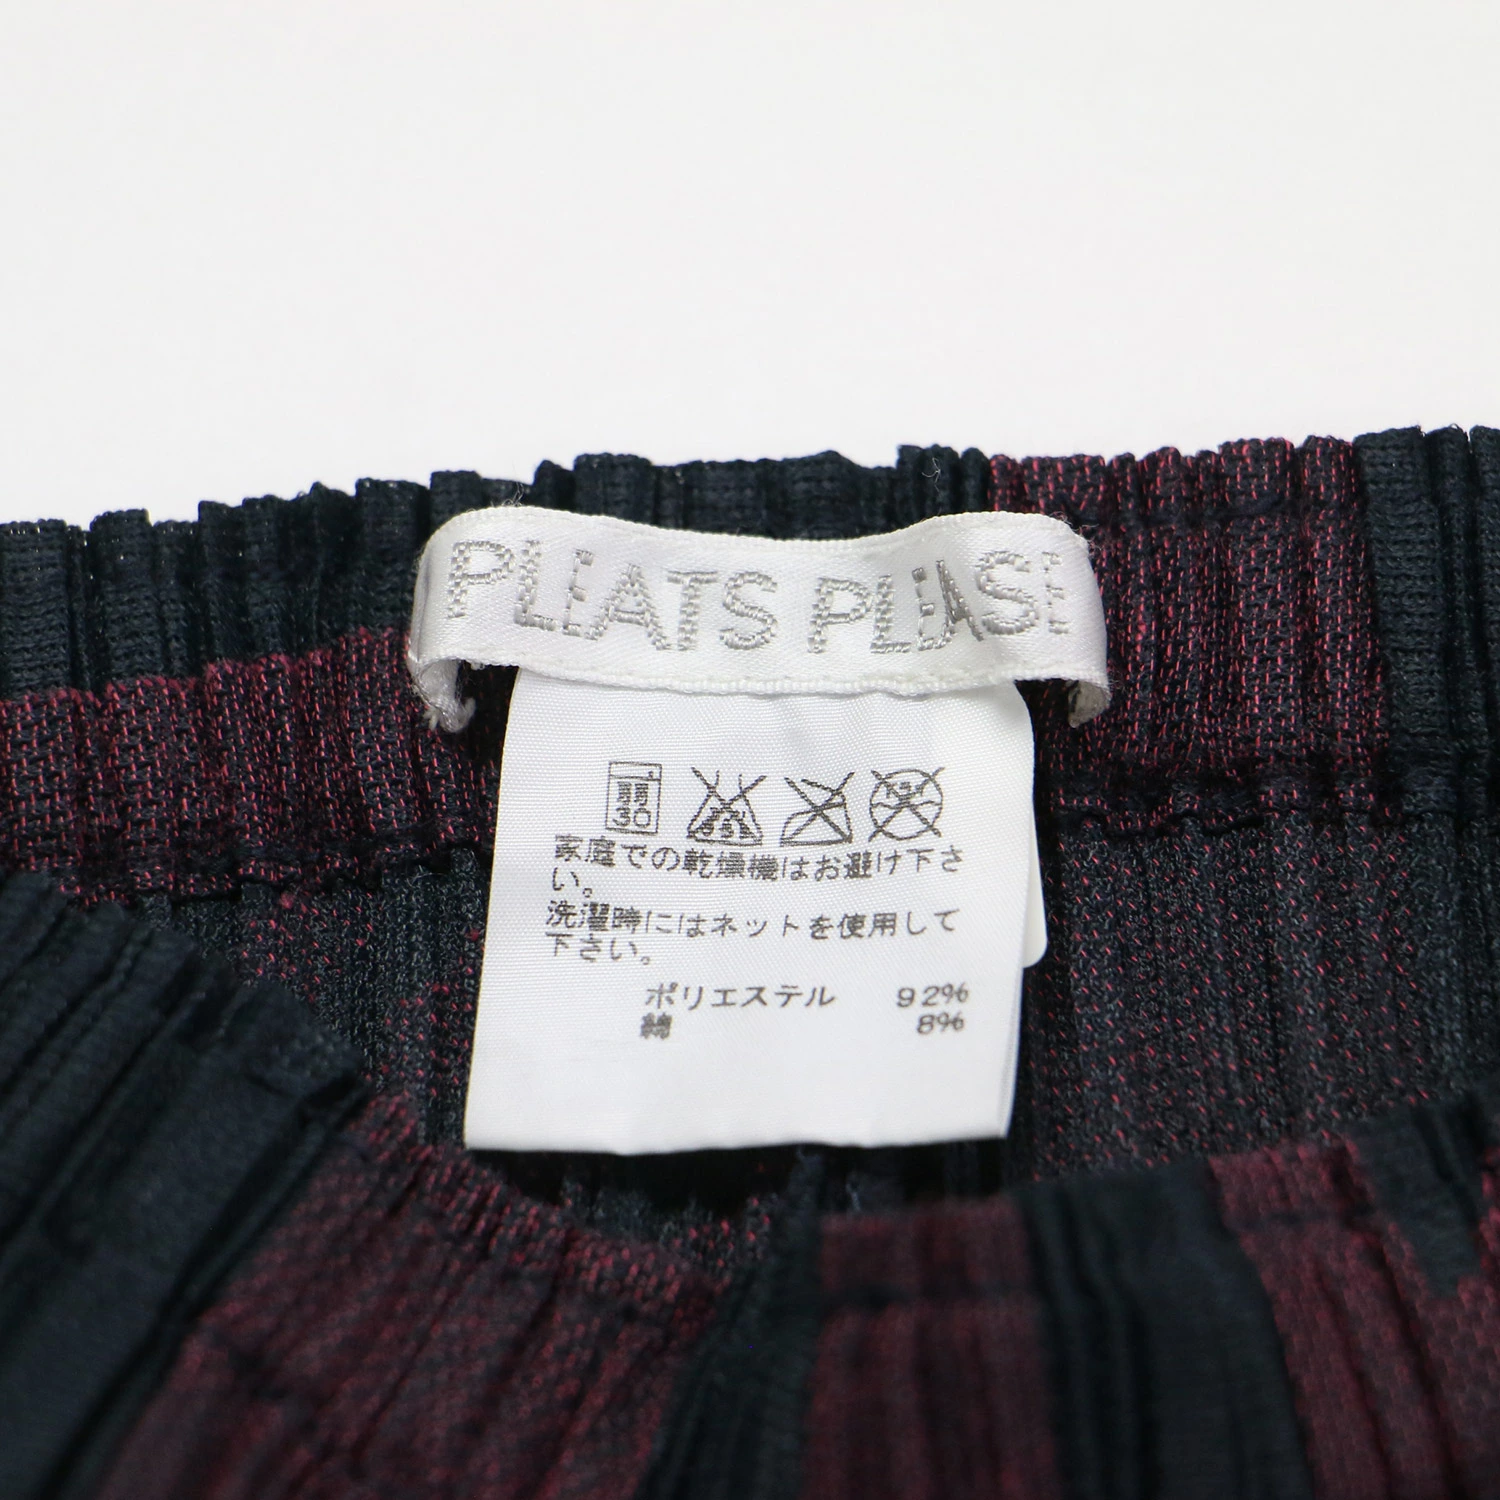 PLEATS PLEASE
弱
30
家庭での乾燥機はお避け下さ
い。
洗濯時にはネットを使用して
下さい。
ポリエステル 92%
綿 8%